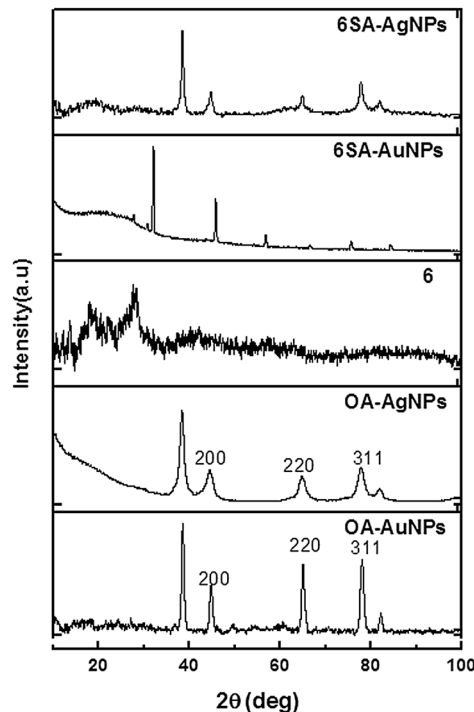 6SA-AgNPs
6SA-AuNPs
6
OA-AgNPs
200
220
311
OA-AuNPs
200
220
311
Intensity(a.u)
20
40
60
80
100
2θ (deg)